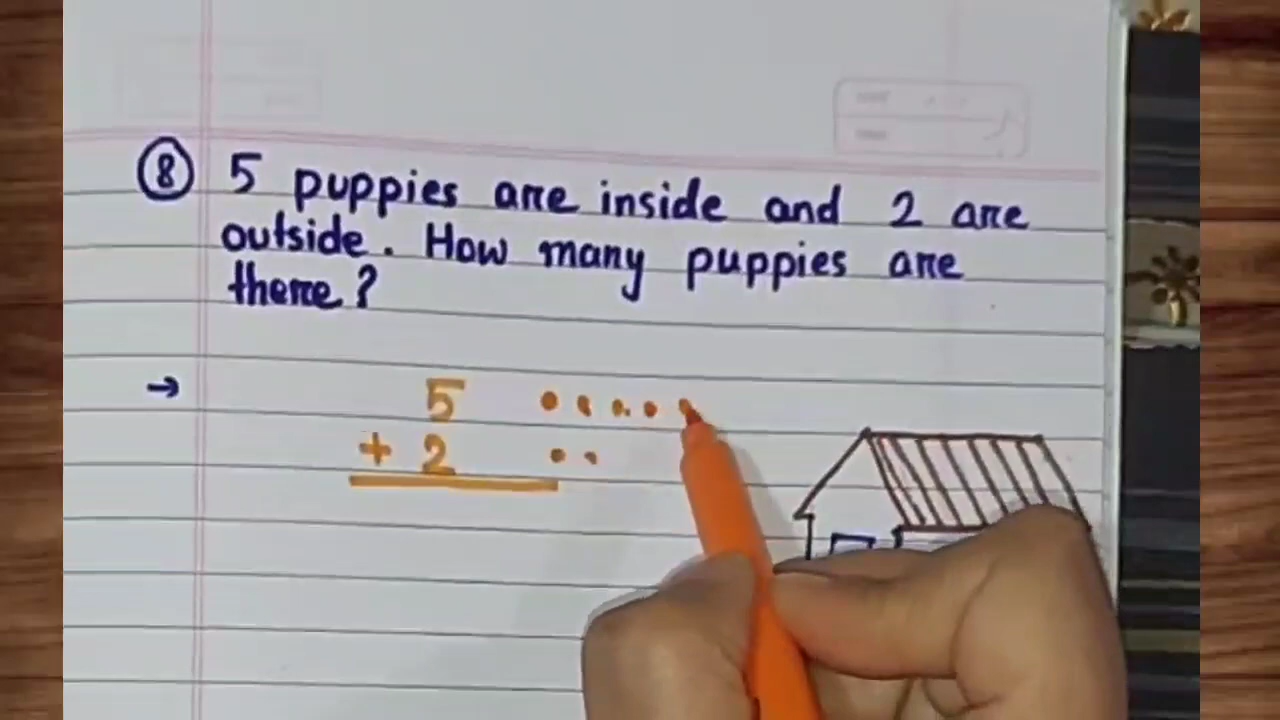 8 5 puppies are inside and 2 are
outside. How many puppies are
there?
→ 5
+ 2